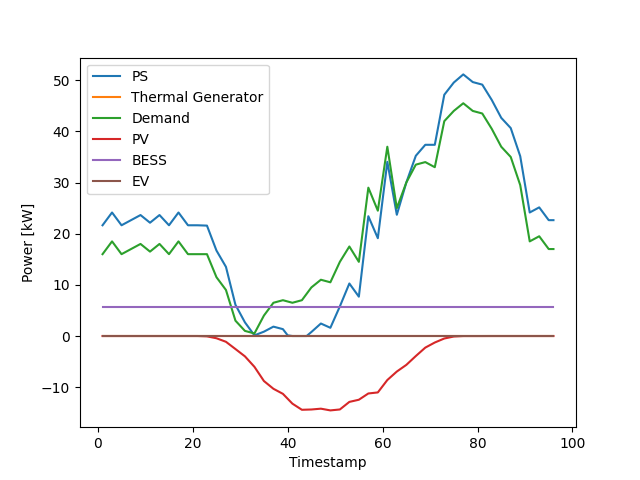 PS
Thermal Generator
Demand
PV
BESS
EV
50
40
30
20
10
0
−10
Power [kW]
0 20 40 60 80 100
Timestamp